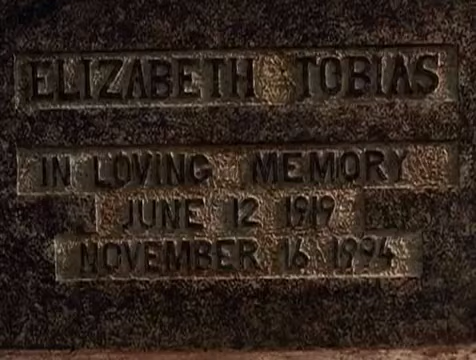 ELIZABETH TOBIAS
IN LOVING MEMORY
JUNE 12 1919
NOVEMBER 16 1994